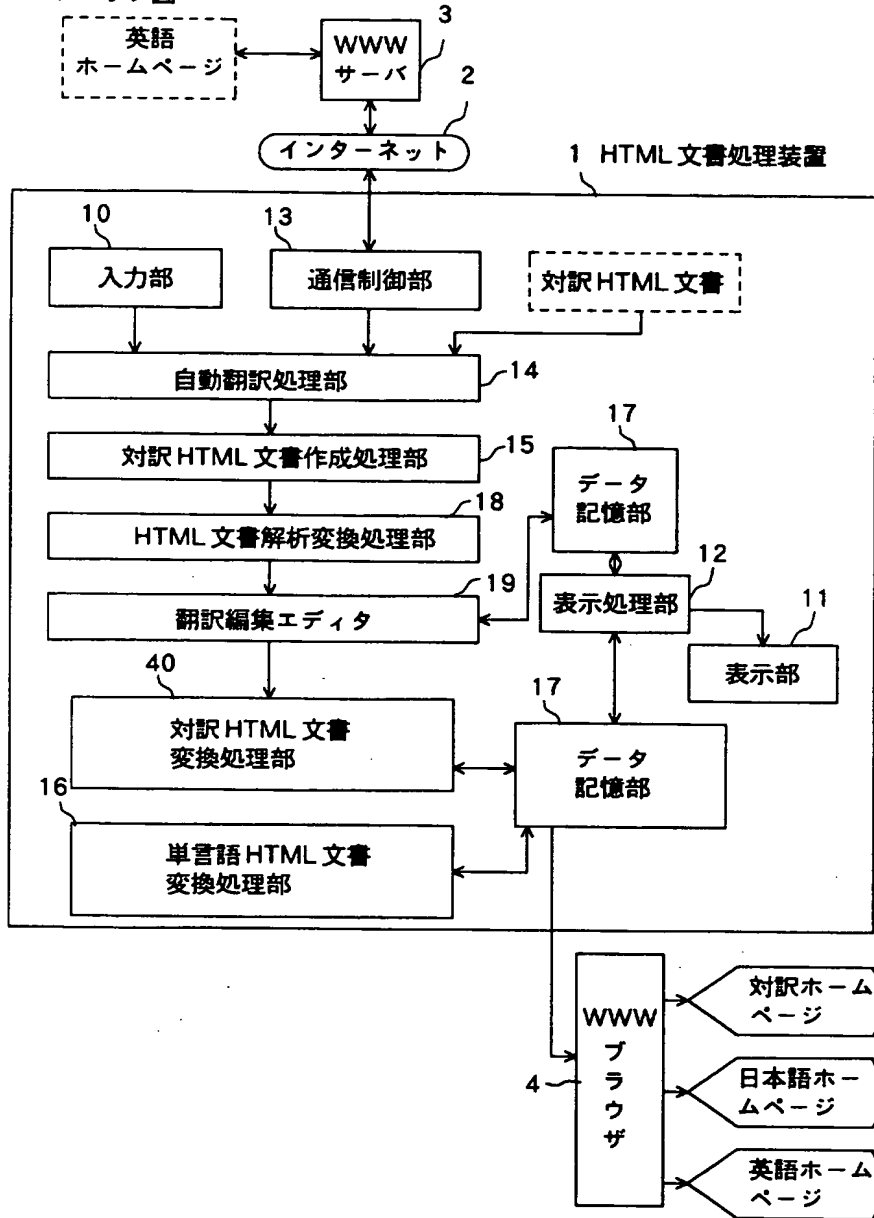 英語
ホームページ
WWW
サーバ
3
2
インターネット
1 HTML文書処理装置
10
入力部
13
通信制御部
対訳HTML文書
自動翻訳処理部
14
対訳HTML文書作成処理部
15
17
データ
記憶部
18
HTML文書解析変換処理部
12
表示処理部
19
翻訳編集エディタ
11
表示部
40
対訳HTML文書
変換処理部
17
データ
記憶部
16
単言語HTML文書
変換処理部
WWW
ブラウザ
4
対訳ホーム
ページ
日本語ホー
ムページ
英語ホーム
ページ